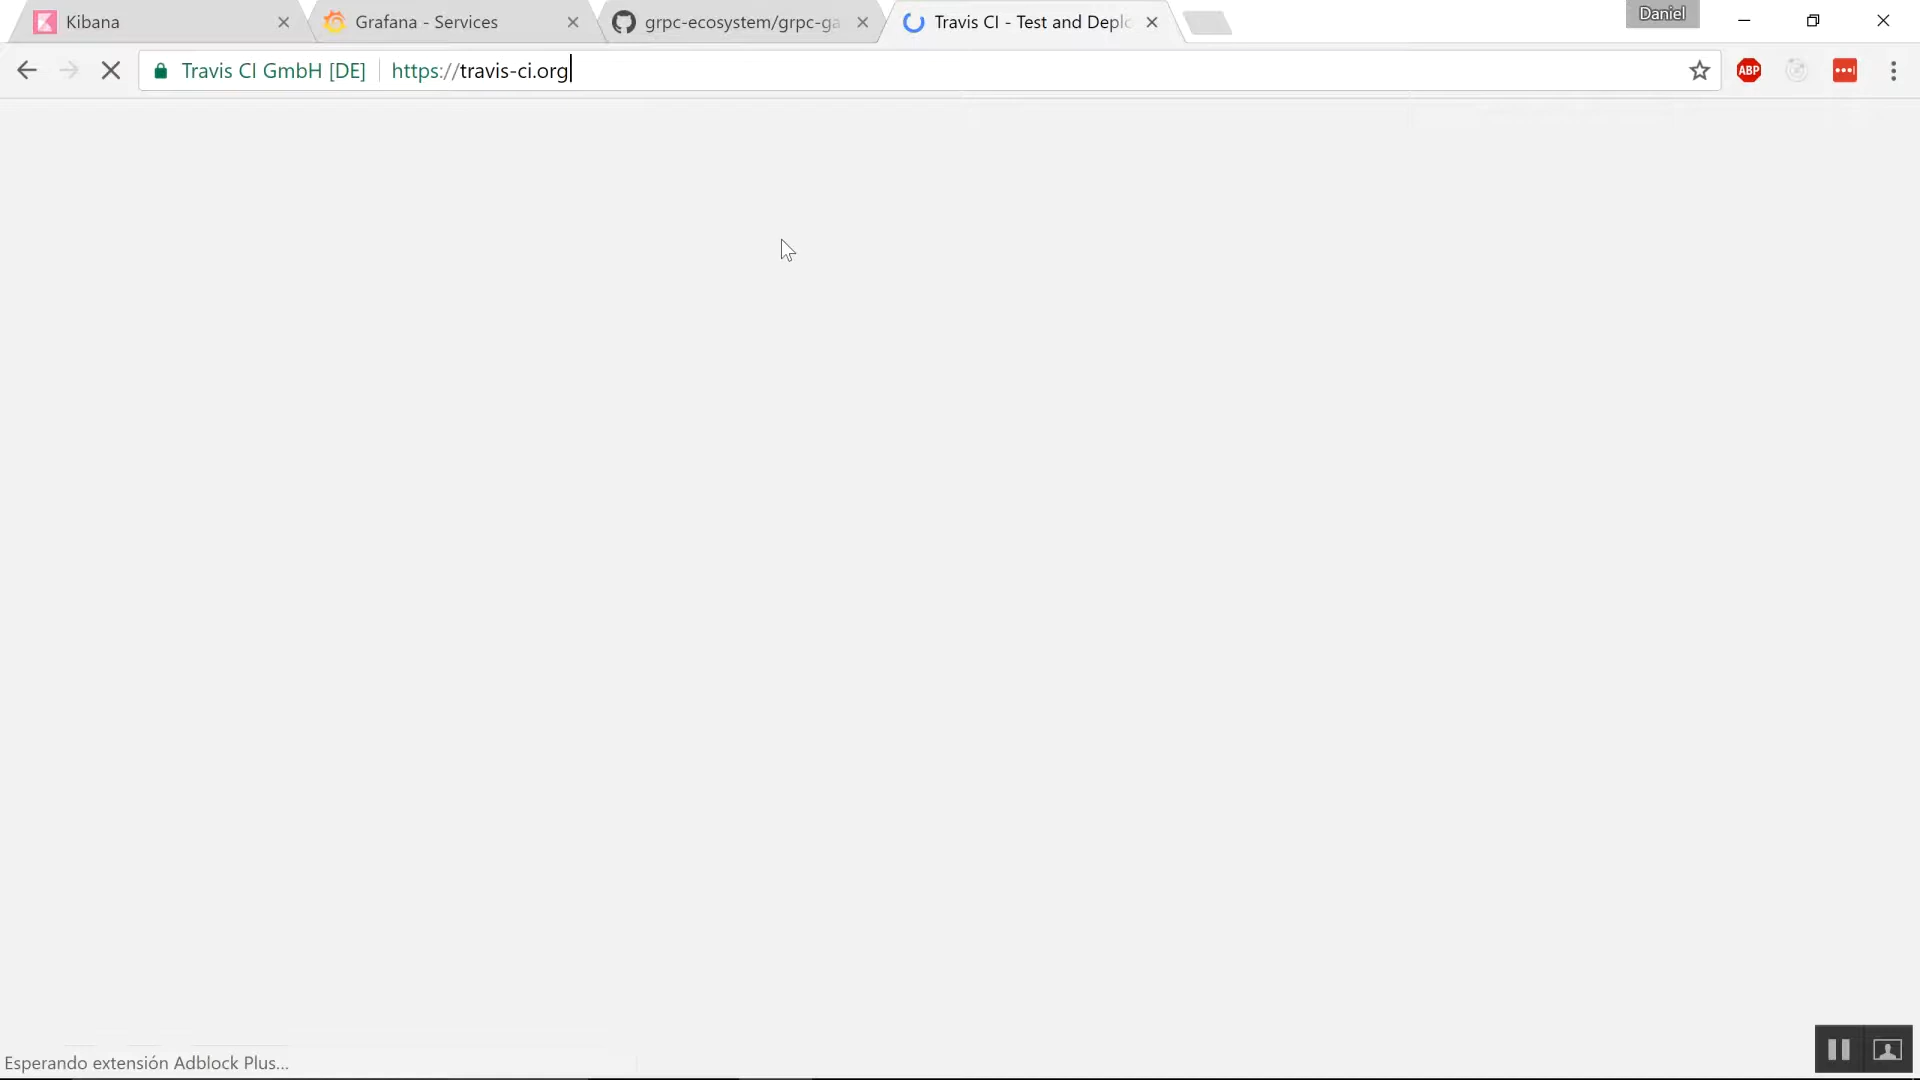 Kibana
Grafana - Services
grpc-ecosystem/grpc-ga
Travis CI - Test and Deplo
Daniel
Travis CI GmbH [DE]
https://travis-ci.org
ABP
Esperando extensión Adblock Plus...